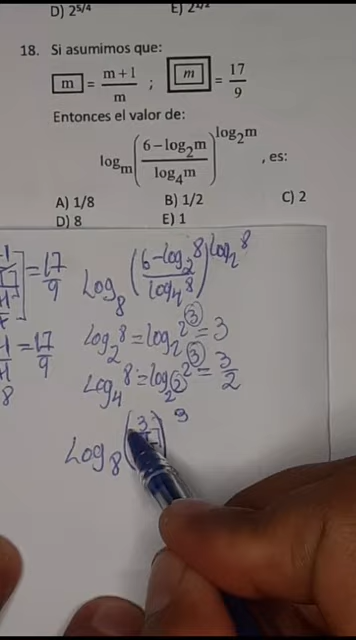 D) 2^{5/4} E)
18. Si asumimos que:
[m] = (m+1)/m ; [[m]] = 17/9
Entonces el valor de:
log_m ((6 – log_2 m)/(log_4 m))^{log_2 m} , es:
A) 1/8 B) 1/2 C) 2
D) 8 E) 1
= 17/9 Log_8 ((6-log_2 8)/(log_4 8))^{log_2 8}
= 17/9 Log_2 8 = log_2 2^3 = 3
8 Log_4 8 = log_{2^2} 2^3 = 3/2
Log_8 (3/ )^3